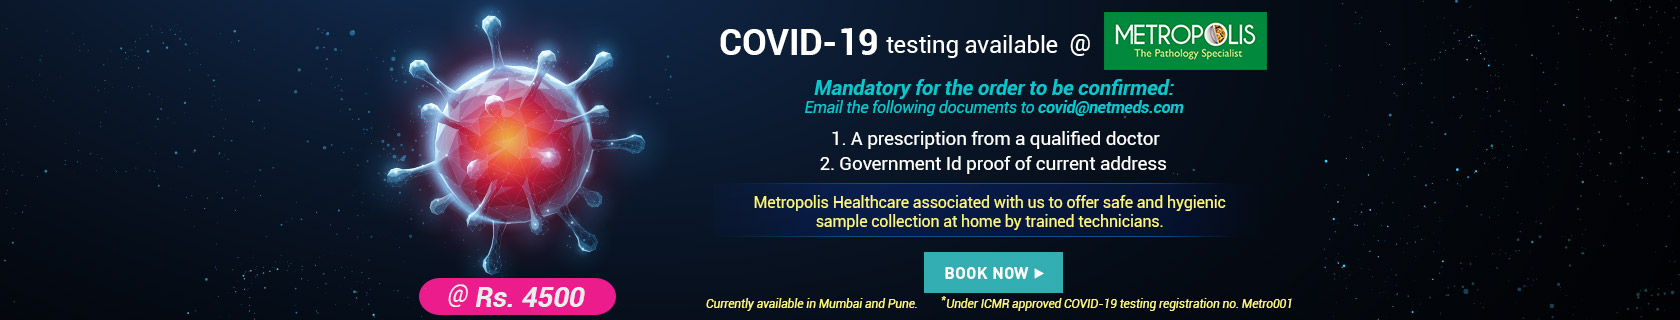 COVID-19 testing available @ METROPOLIS
The Pathology Specialist
Mandatory for the order to be confirmed:
Email the following documents to covid@netmeds.com
1. A prescription from a qualified doctor
2. Government Id proof of current address
Metropolis Healthcare associated with us to offer safe and hygienic
sample collection at home by trained technicians.
BOOK NOW ▶
@ Rs. 4500
Currently available in Mumbai and Pune. *Under ICMR approved COVID-19 testing registration no. Metro001